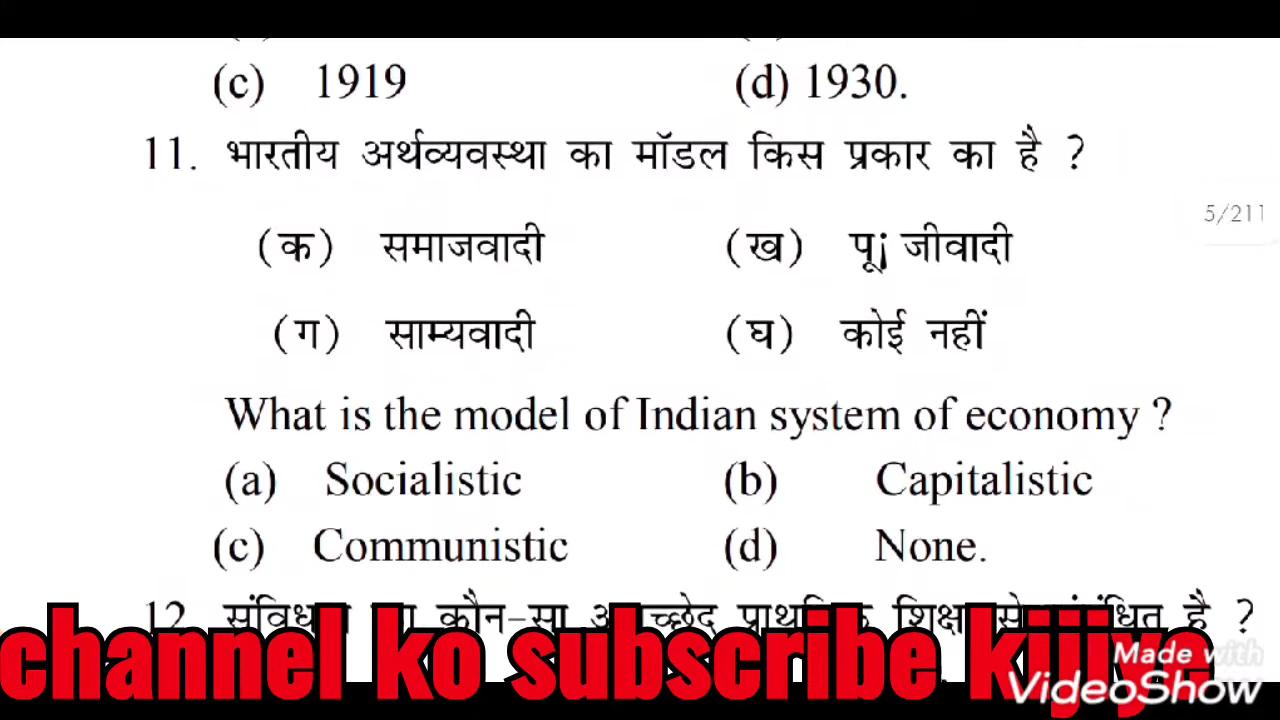 (c) 1919 (d) 1930.
11. भारतीय अर्थव्यवस्था का मॉडल किस प्रकार का है ?
5/211
(क) समाजवादी (ख) पू¡जीवादी
(ग) साम्यवादी (घ) कोई नहीं
What is the model of Indian system of economy ?
(a) Socialistic (b) Capitalistic
(c) Communistic (d) None.
12. कौन-सा प्राथमिक शिक्षा से संबंधित है ?
channel ko subscribe kijiye
Made with
VideoShow